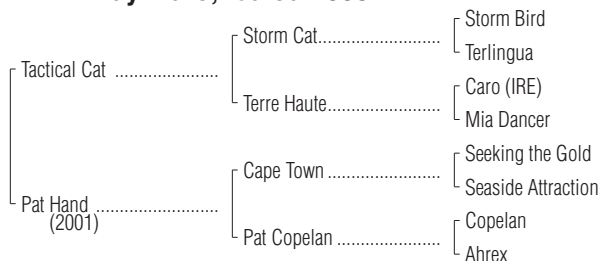 Storm Bird
Storm Cat..........................
Terlingua
Tactical Cat ......................
Caro (IRE)
Terre Haute........................
Mia Dancer
Seeking the Gold
Cape Town ........................
Seaside Attraction
Pat Hand ..........................
(2001)
Copelan
Pat Copelan ......................
Ahrex